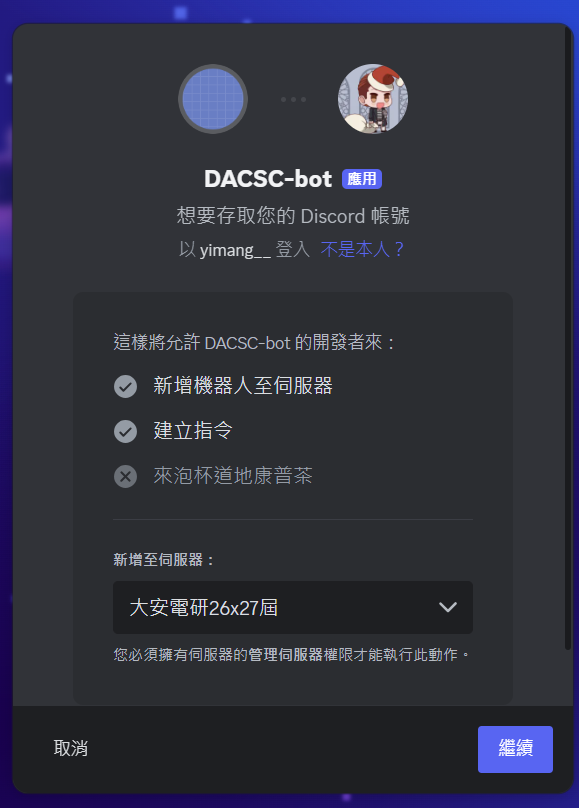 DACSC-bot 應用
想要存取您的 Discord 帳號
以 yimang__ 登入 不是本人？
這樣將允許 DACSC-bot 的開發者來：
新增機器人至伺服器
建立指令
來泡杯道地康普茶
新增至伺服器：
大安電研26x27屆
您必須擁有伺服器的管理伺服器權限才能執行此動作。
取消
繼續